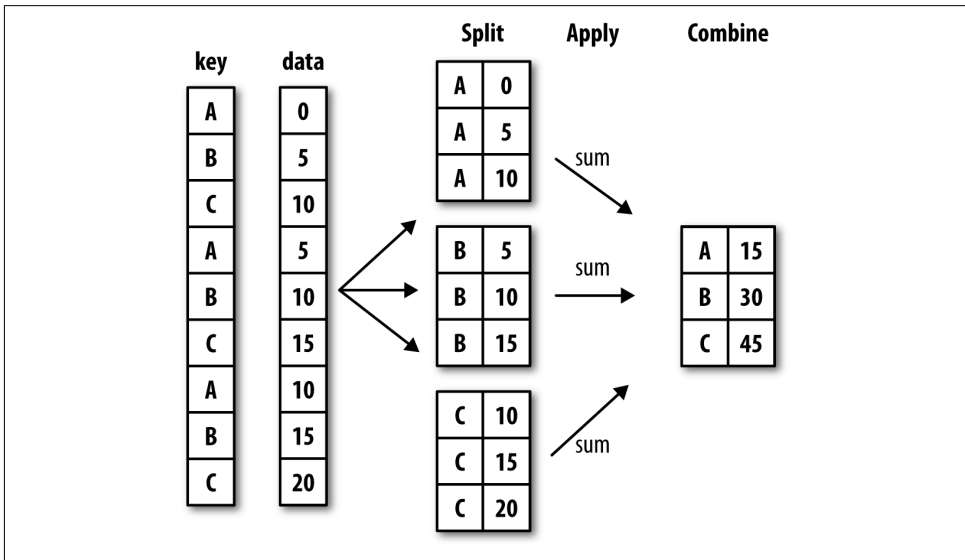 Split Apply Combine
key data
A 0
B 5
C 10
A 5
B 10
C 15
A 10
B 15
C 20
A 0
A 5
A 10
B 5
B 10
B 15
C 10
C 15
C 20
sum
sum
sum
A 15
B 30
C 45